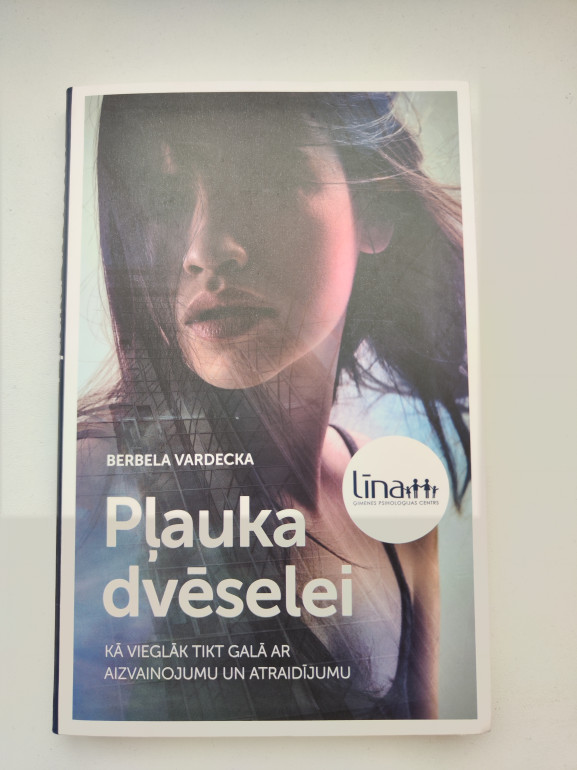 BERBELA VARDECKA
līna
ĢIMENES PSIHOLOĢIJAS CENTRS
Pļauka
dvēselei
KĀ VIEGLĀK TIKT GALĀ AR
AIZVAINOJUMU UN ATRAIDĪJUMU